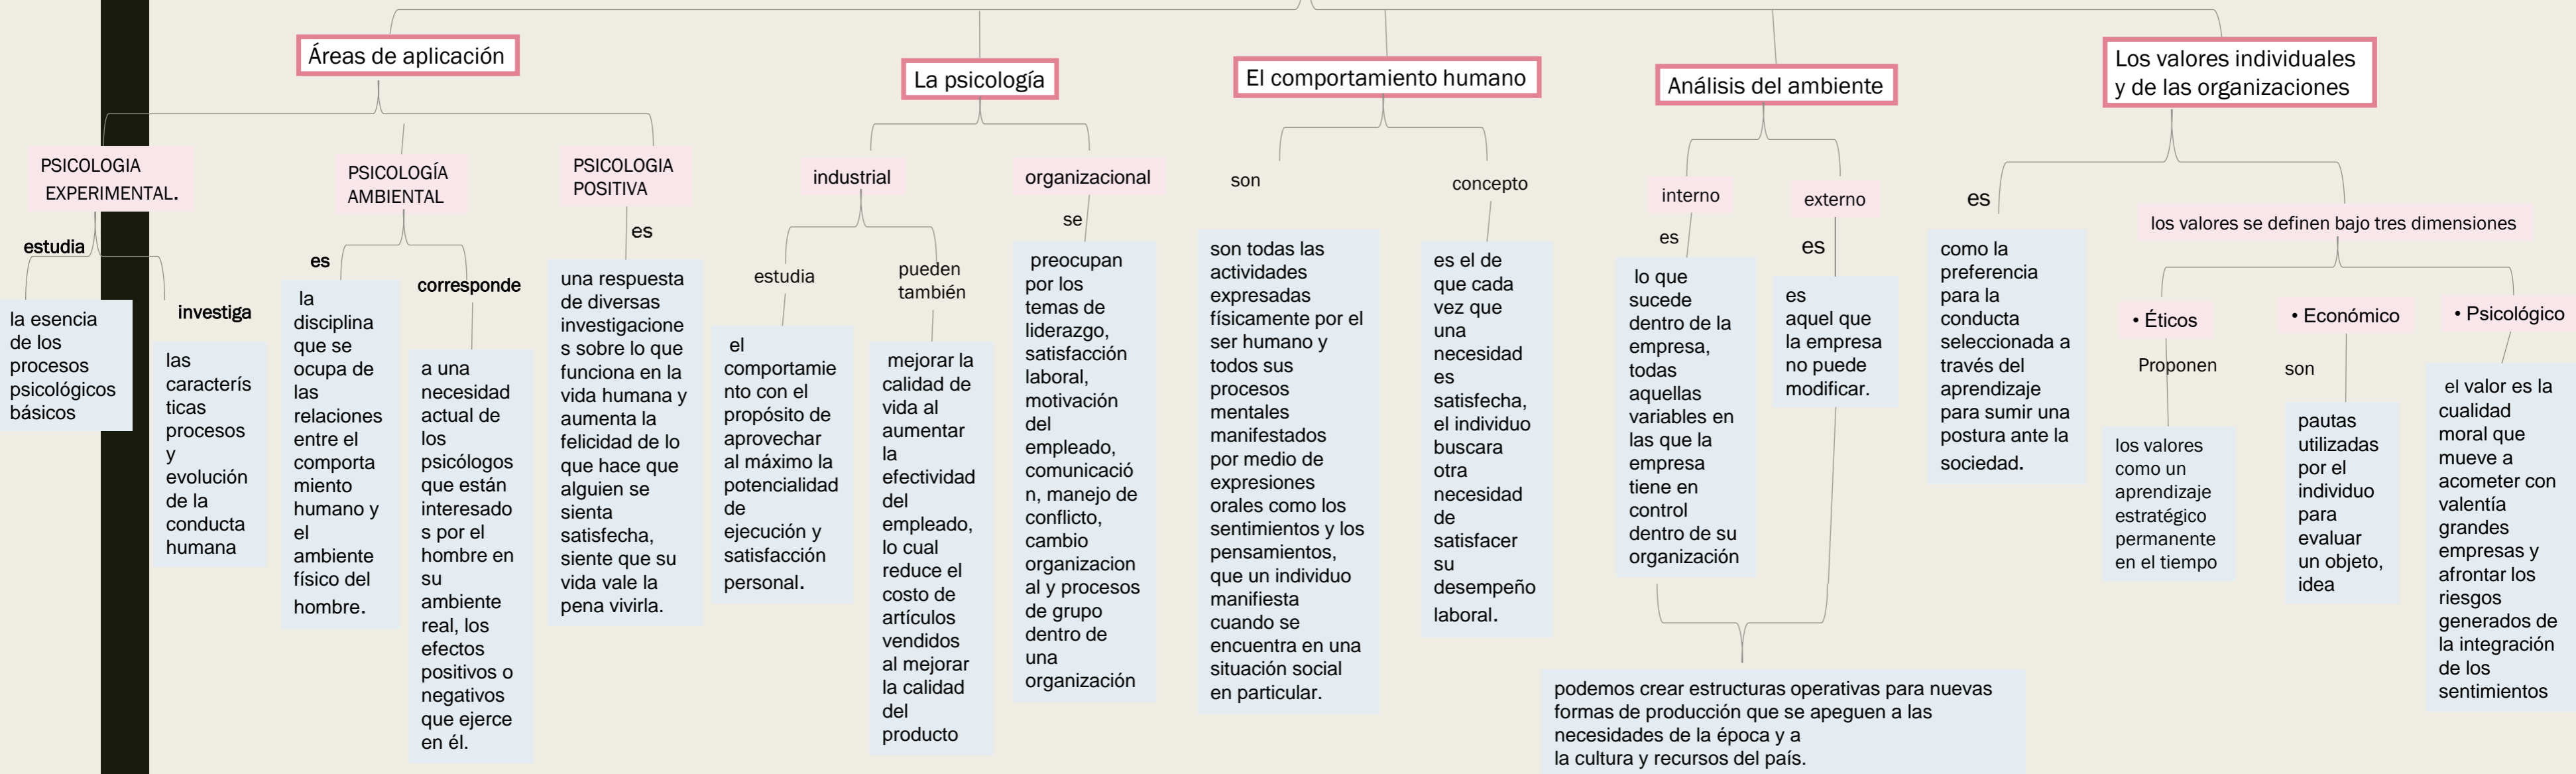 Áreas de aplicación
PSICOLOGIA
EXPERIMENTAL.
estudia
la esencia
de los
procesos
psicológicos
básicos
investiga
las
caracterís
ticas
procesos
y
evolución
de la
conducta
humana
PSICOLOGÍA
AMBIENTAL
es
la
disciplina
que se
ocupa de
las
relaciones
entre el
comporta
miento
humano y
el
ambiente
físico del
hombre.
corresponde
a una
necesidad
actual de
los
psicólogos
que están
interesado
s por el
hombre en
su
ambiente
real, los
efectos
positivos o
negativos
que ejerce
en él.
PSICOLOGIA
POSITIVA
es
una respuesta
de diversas
investigacione
s sobre lo que
funciona en la
vida humana y
aumenta la
felicidad de lo
que hace que
alguien se
sienta
satisfecha,
siente que su
vida vale la
pena vivirla.
La psicología
industrial
estudia
el
comportamie
nto con el
propósito de
aprovechar
al máximo la
potencialidad
de
ejecución y
satisfacción
personal.
pueden
también
mejorar la
calidad de
vida al
aumentar
la
efectividad
del
empleado,
lo cual
reduce el
costo de
artículos
vendidos
al mejorar
la calidad
del
producto
organizacional
se
preocupan
por los
temas de
liderazgo,
satisfacción
laboral,
motivación
del
empleado,
comunicació
n, manejo de
conflicto,
cambio
organizacion
al y procesos
de grupo
dentro de
una
organización
El comportamiento humano
son
son todas las
actividades
expresadas
físicamente por el
ser humano y
todos sus
procesos
mentales
manifestados
por medio de
expresiones
orales como los
sentimientos y los
pensamientos,
que un individuo
manifiesta
cuando se
encuentra en una
situación social
en particular.
concepto
es el de
que cada
vez que
una
necesidad
es
satisfecha,
el individuo
buscara
otra
necesidad
de
satisfacer
su
desempeño
laboral.
Análisis del ambiente
interno
es
lo que
sucede
dentro de la
empresa,
todas
aquellas
variables en
las que la
empresa
tiene en
control
dentro de su
organización
externo
es
es
aquel que
la empresa
no puede
modificar.
podemos crear estructuras operativas para nuevas
formas de producción que se apeguen a las
necesidades de la época y a
la cultura y recursos del país.
Los valores individuales
y de las organizaciones
es
como la
preferencia
para la
conducta
seleccionada a
través del
aprendizaje
para sumir una
postura ante la
sociedad.
los valores se definen bajo tres dimensiones
• Éticos
Proponen
los valores
como un
aprendizaje
estratégico
permanente
en el tiempo
• Económico
son
pautas
utilizadas
por el
individuo
para
evaluar
un objeto,
idea
• Psicológico
el valor es la
cualidad
moral que
mueve a
acometer con
valentía
grandes
empresas y
afrontar los
riesgos
generados de
la integración
de los
sentimientos